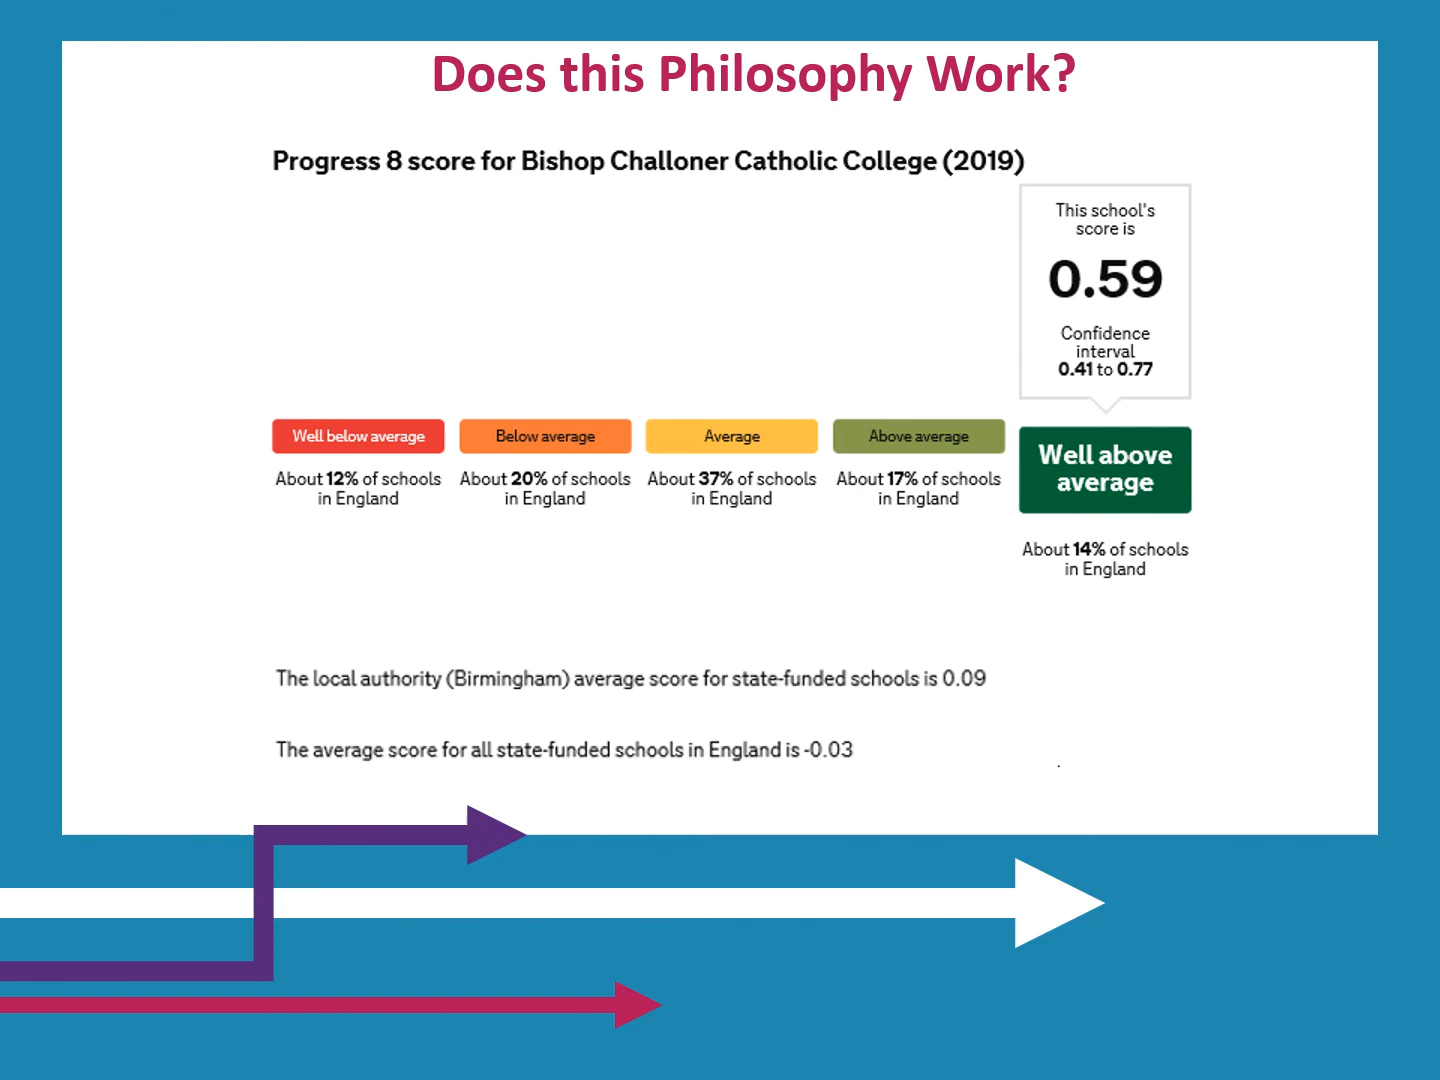 Does this Philosophy Work?
Progress 8 score for Bishop Challoner Catholic College (2019)
This school's
score is
0.59
Confidence
interval
0.41 to 0.77
Well below average
About 12% of schools
in England
Below average
About 20% of schools
in England
Average
About 37% of schools
in England
Above average
About 17% of schools
in England
Well above
average
About 14% of schools
in England
The local authority (Birmingham) average score for state-funded schools is 0.09
The average score for all state-funded schools in England is -0.03
.